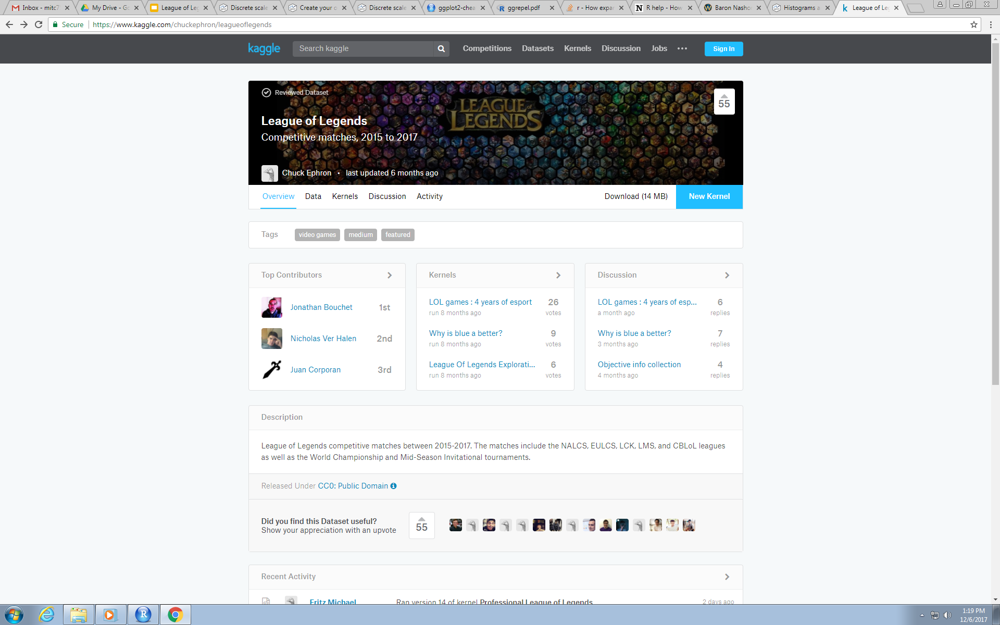 Inbox - mitc7
My Drive - Go
League of Leg
Discrete scale
Create your o
Discrete scale
ggplot2-chea
ggrepel.pdf
r - How expa
R help - How
Baron Nasho
Histograms a
League of Leg
Secure
https://www.kaggle.com/chuckephron/leagueoflegends
kaggle
Search kaggle
Competitions
Datasets
Kernels
Discussion
Jobs
Sign In
Reviewed Dataset
55
LEAGUE of LEGENDS
League of Legends
Competitive matches, 2015 to 2017
Chuck Ephron • last updated 6 months ago
Overview
Data
Kernels
Discussion
Activity
Download (14 MB)
New Kernel
Tags
video games
medium
featured
Top Contributors
Jonathan Bouchet 1st
Nicholas Ver Halen 2nd
Juan Corporan 3rd
Kernels
LOL games : 4 years of esport 26
run 8 months ago votes
Why is blue a better? 9
run 8 months ago votes
League Of Legends Explorati... 6
run 8 months ago votes
Discussion
LOL games : 4 years of esp... 6
a month ago replies
Why is blue a better? 7
3 months ago replies
Objective info collection 4
4 months ago replies
Description
League of Legends competitive matches between 2015-2017. The matches include the NALCS, EULCS, LCK, LMS, and CBLoL leagues
as well as the World Championship and Mid-Season Invitational tournaments.
Released Under CC0: Public Domain
Did you find this Dataset useful?
Show your appreciation with an upvote
55
Recent Activity
Fritz Michael Ran version 14 of kernel Professional League of Legends 2 days ago
1:19 PM
12/6/2017